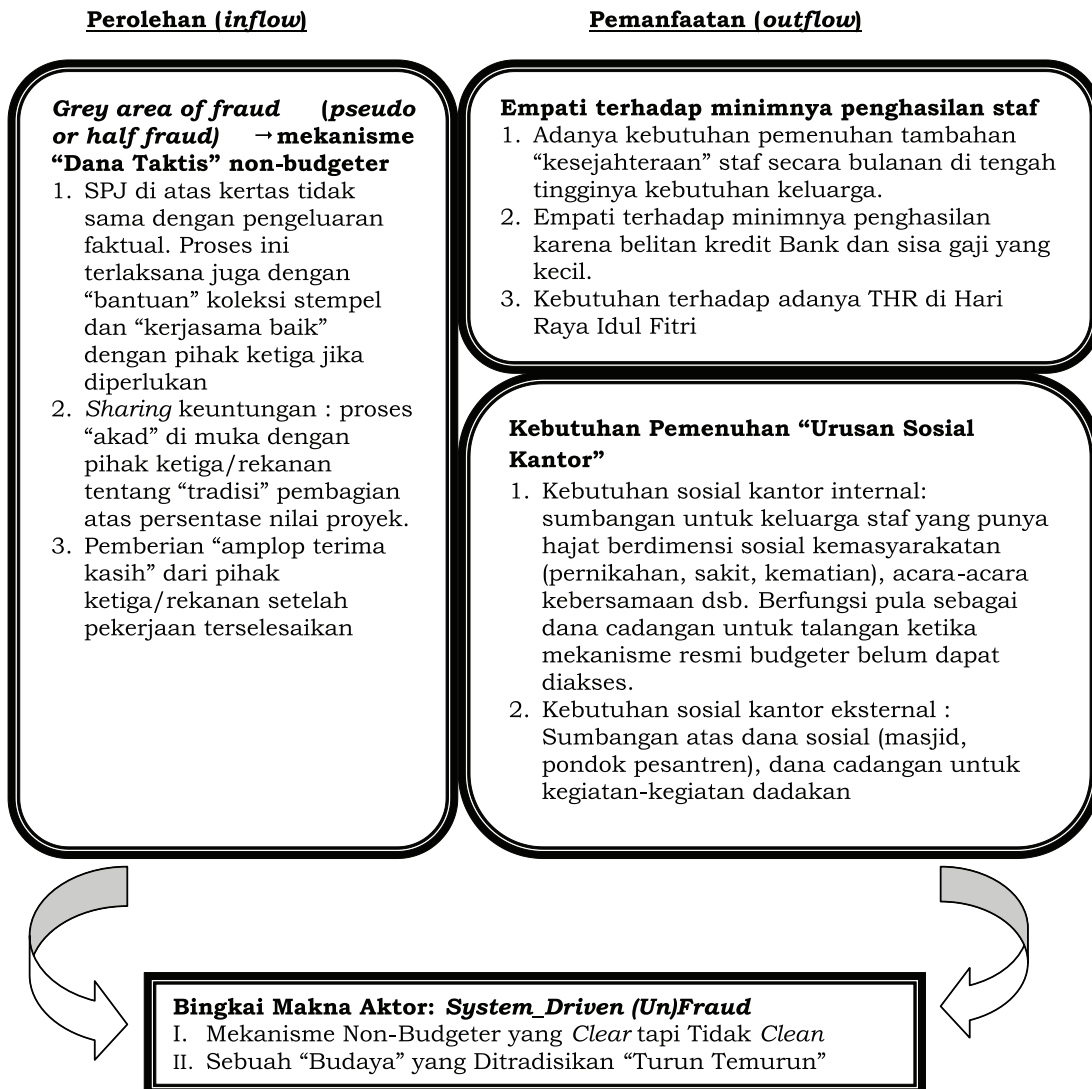 Perolehan (inflow)
Pemanfaatan (outflow)
Grey area of fraud (pseudo
or half fraud) → mekanisme
“Dana Taktis” non-budgeter
1. SPJ di atas kertas tidak
sama dengan pengeluaran
faktual. Proses ini
terlaksana juga dengan
“bantuan” koleksi stempel
dan “kerjasama baik”
dengan pihak ketiga jika
diperlukan
2. Sharing keuntungan : proses
“akad” di muka dengan
pihak ketiga/rekanan
tentang “tradisi” pembagian
atas persentase nilai proyek.
3. Pemberian “amplop terima
kasih” dari pihak
ketiga/rekanan setelah
pekerjaan terselesaikan
Empati terhadap minimnya penghasilan staf
1. Adanya kebutuhan pemenuhan tambahan
“kesejahteraan” staf secara bulanan di tengah
tingginya kebutuhan keluarga.
2. Empati terhadap minimnya penghasilan
karena belitan kredit Bank dan sisa gaji yang
kecil.
3. Kebutuhan terhadap adanya THR di Hari
Raya Idul Fitri
Kebutuhan Pemenuhan “Urusan Sosial
Kantor”
1. Kebutuhan sosial kantor internal:
sumbangan untuk keluarga staf yang punya
hajat berdimensi sosial kemasyarakatan
(pernikahan, sakit, kematian), acara-acara
kebersamaan dsb. Berfungsi pula sebagai
dana cadangan untuk talangan ketika
mekanisme resmi budgeter belum dapat
diakses.
2. Kebutuhan sosial kantor eksternal :
Sumbangan atas dana sosial (masjid,
pondok pesantren), dana cadangan untuk
kegiatan-kegiatan dadakan
Bingkai Makna Aktor: System_Driven (Un)Fraud
I. Mekanisme Non-Budgeter yang Clear tapi Tidak Clean
II. Sebuah “Budaya” yang Ditradisikan “Turun Temurun”